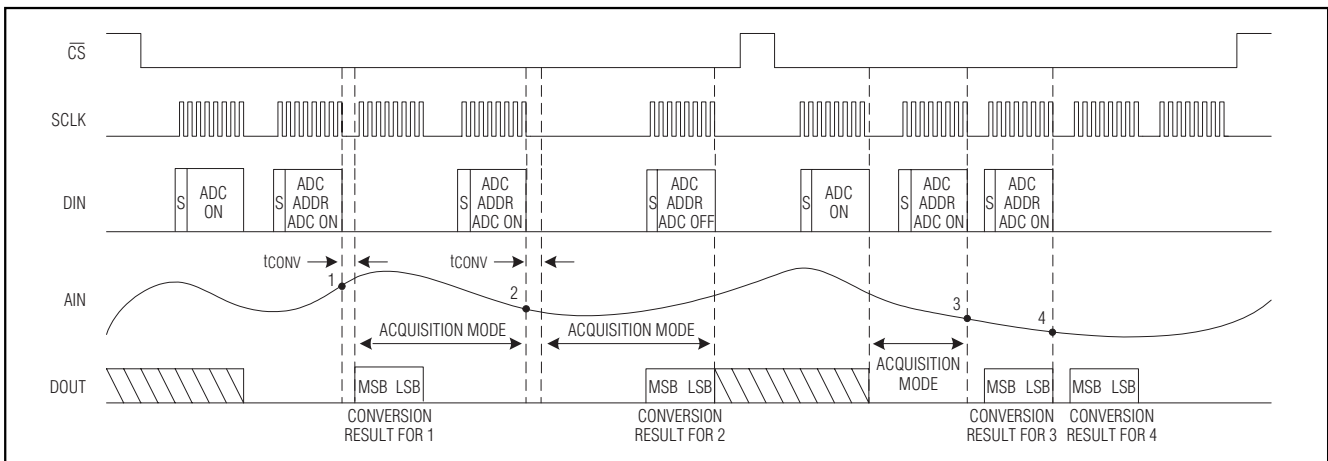 CS
SCLK
DIN
S
ADC
ON
S
ADC
ADDR
ADC ON
S
ADC
ADDR
ADC ON
S
ADC
ADDR
ADC OFF
S
ADC
ON
S
ADC
ADDR
ADC ON
S
ADC
ADDR
ADC ON
tCONV
tCONV
AIN
1
2
3
4
ACQUISITION MODE
ACQUISITION MODE
ACQUISITION
MODE
DOUT
MSB LSB
MSB LSB
MSB LSB
MSB LSB
CONVERSION
RESULT FOR 1
CONVERSION
RESULT FOR 2
CONVERSION
RESULT FOR 3
CONVERSION
RESULT FOR 4